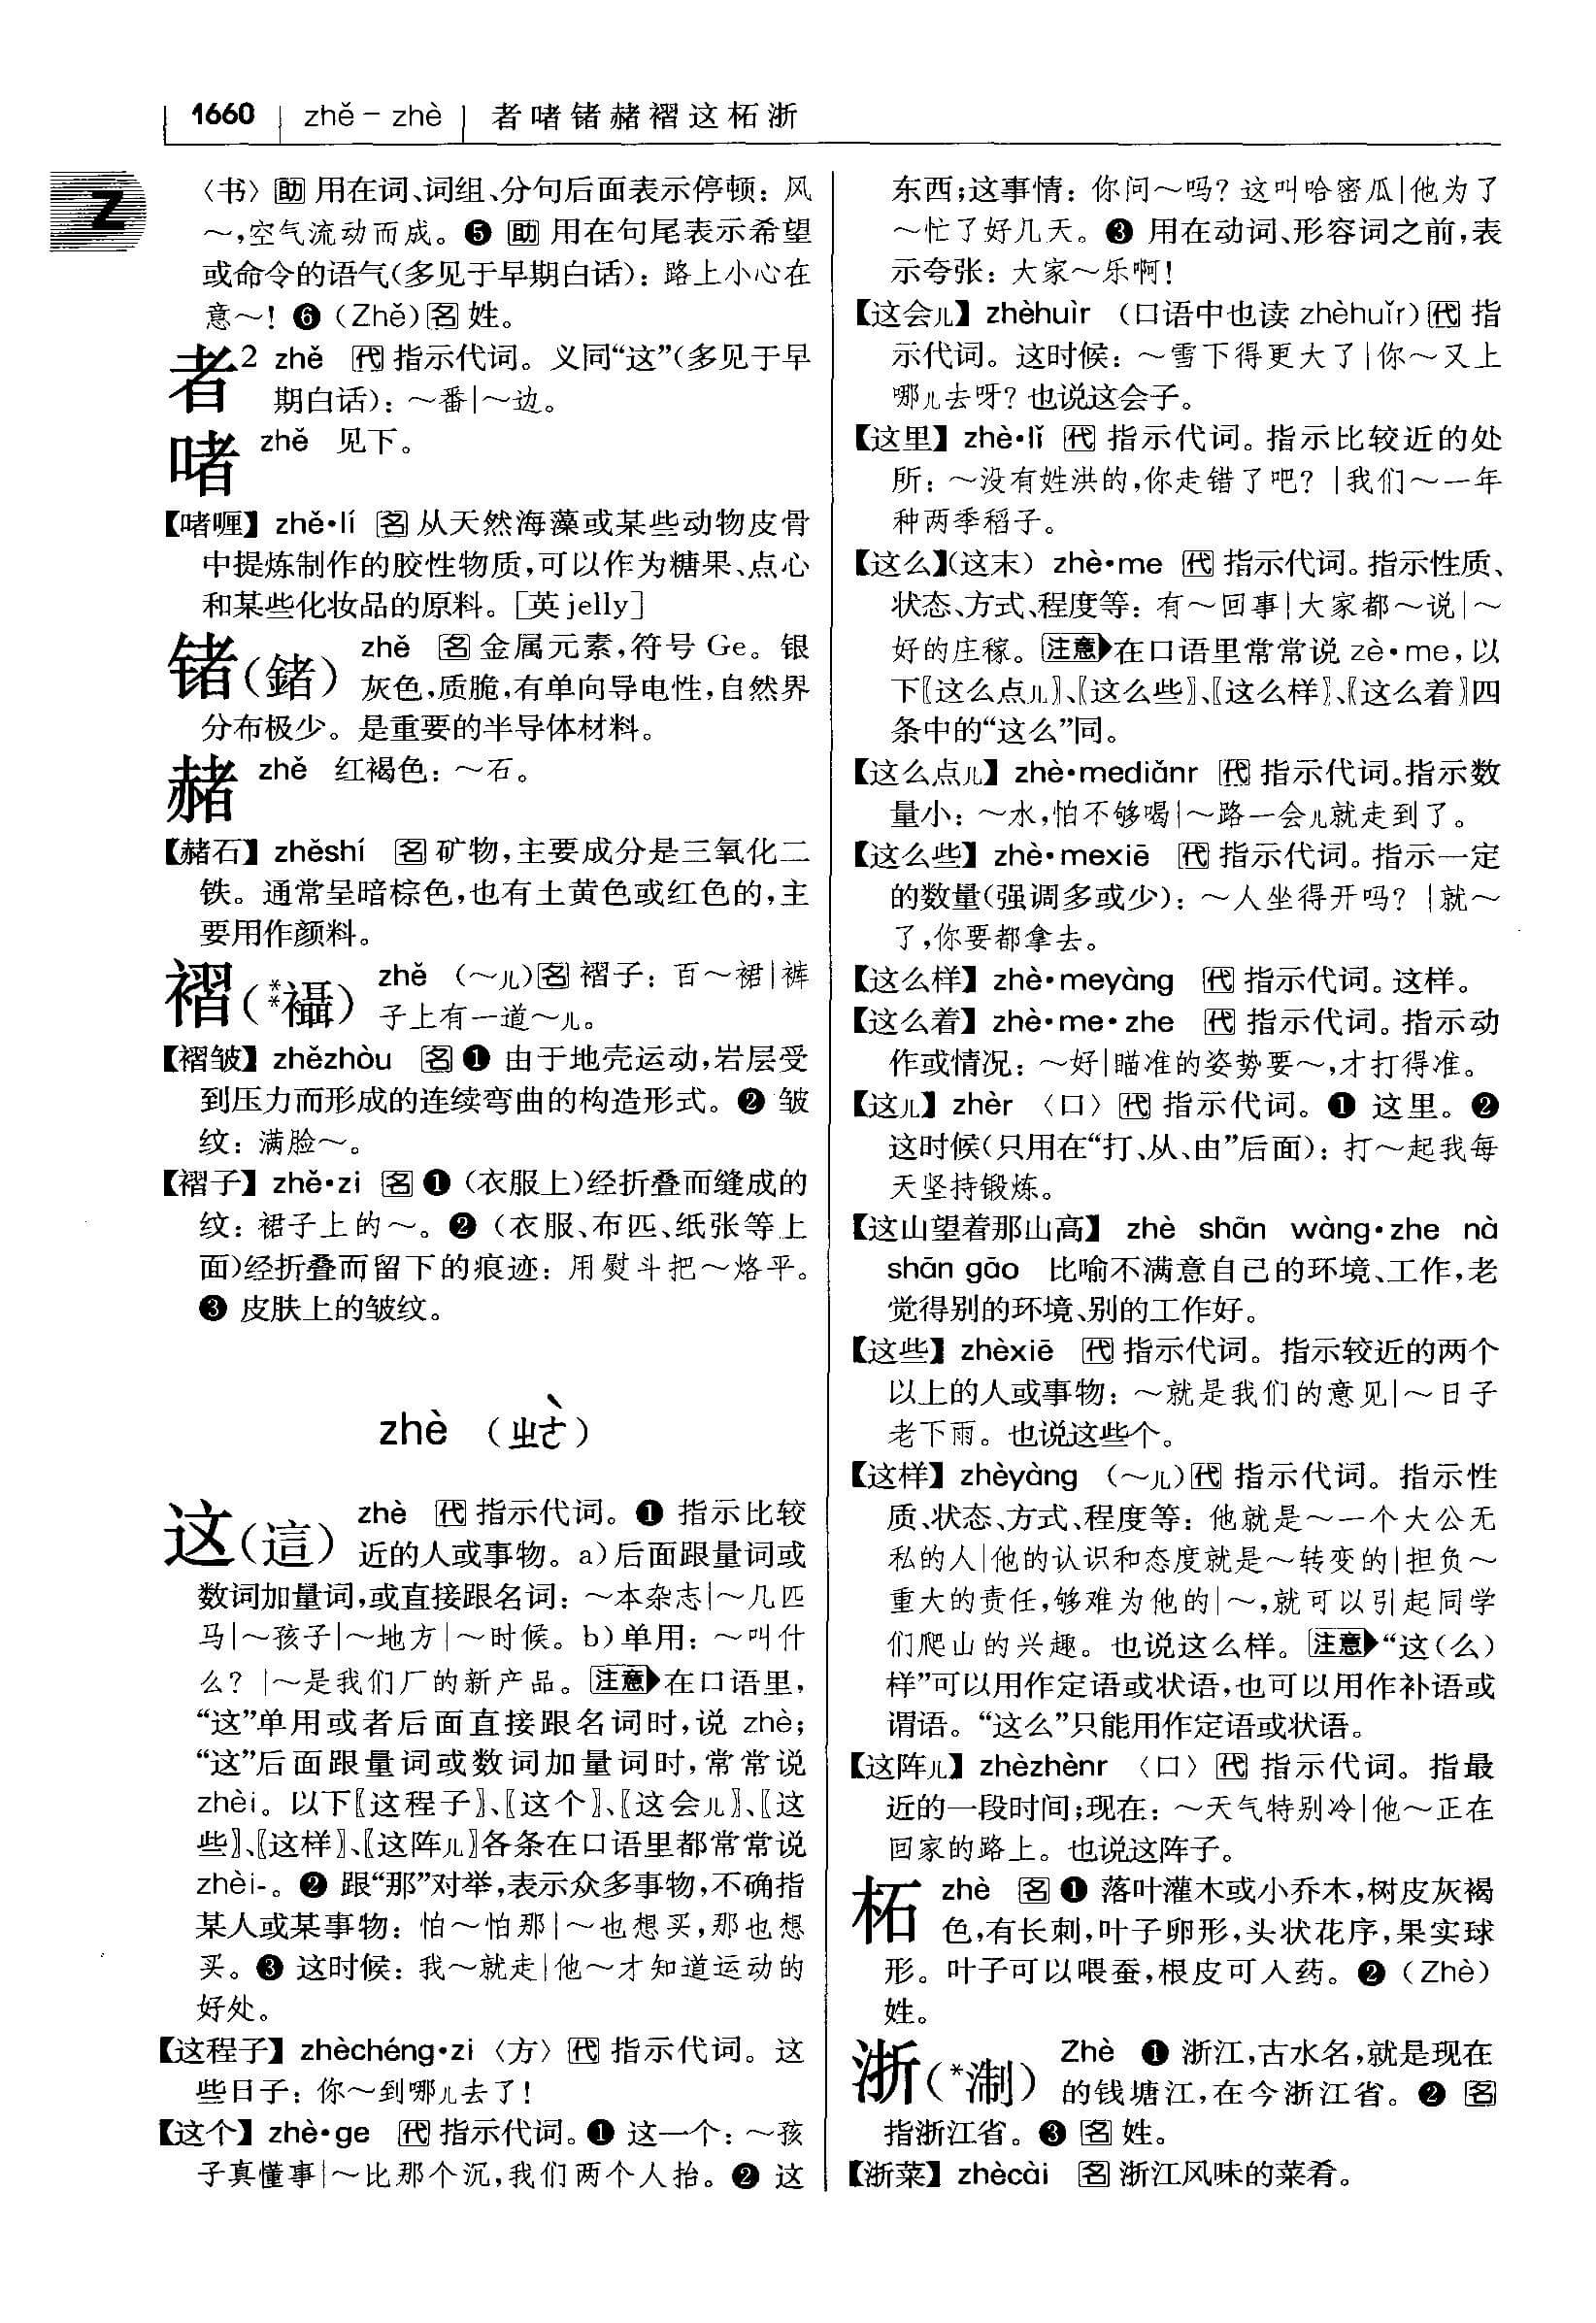 1660 zhě－zhè 者啫锗赭褶这柘浙
Z
〈书〉助 用在词、词组、分句后面表示停顿：风
～，空气流动而成。❺ 助 用在句尾表示希望
或命令的语气（多见于早期白话）：路上小心在
意～！❻（Zhě）名 姓。
者² zhě 代 指示代词。义同“这”（多见于早
期白话）：～番|～边。
啫 zhě 见下。
【啫喱】zhě•lí 名 从天然海藻或某些动物皮骨
中提炼制作的胶性物质，可以作为糖果、点心
和某些化妆品的原料。［英 jelly］
锗（鍺） zhě 名 金属元素，符号 Ge。银
灰色，质脆，有单向导电性，自然界
分布极少。是重要的半导体材料。
赭 zhě 红褐色：～石。
【赭石】zhěshí 名 矿物，主要成分是三氧化二
铁。通常呈暗棕色，也有土黄色或红色的，主
要用作颜料。
褶（**襵） zhě （～儿）名 褶子：百～裙|裤
子上有一道～儿。
【褶皱】zhězhòu 名 ❶ 由于地壳运动，岩层受
到压力而形成的连续弯曲的构造形式。❷ 皱
纹：满脸～。
【褶子】zhě•zi 名 ❶（衣服上）经折叠而缝成的
纹：裙子上的～。❷（衣服、布匹、纸张等上
面）经折叠而留下的痕迹：用熨斗把～烙平。
❸ 皮肤上的皱纹。
zhè （ㄓㄜˋ）
这（這） zhè 代 指示代词。❶ 指示比较
近的人或事物。a）后面跟量词或
数词加量词，或直接跟名词：～本杂志|～几匹
马|～孩子|～地方|～时候。b）单用：～叫什
么？|～是我们厂的新产品。注意 在口语里，
“这”单用或者后面直接跟名词时，说 zhè；
“这”后面跟量词或数词加量词时，常常说
zhèi。以下〖这程子〗、〖这个〗、〖这会儿〗、〖这
些〗、〖这样〗、〖这阵儿〗各条在口语里都常常说
zhèi-。❷ 跟“那”对举，表示众多事物，不确指
某人或某事物：怕～怕那|～也想买，那也想
买。❸ 这时候：我～就走|他～才知道运动的
好处。
【这程子】zhèchéng•zi〈方〉代 指示代词。这
些日子：你～到哪儿去了！
【这个】zhè•ge 代 指示代词。❶ 这一个：～孩
子真懂事|～比那个沉，我们两个人抬。❷ 这
东西；这事情：你问～吗？这叫哈密瓜|他为了
～忙了好几天。❸ 用在动词、形容词之前，表
示夸张：大家～乐啊！
【这会儿】zhèhuìr （口语中也读 zhèhuǐr）代 指
示代词。这时候：～雪下得更大了|你～又上
哪儿去呀？也说这会子。
【这里】zhè•lǐ 代 指示代词。指示比较近的处
所：～没有姓洪的，你走错了吧？|我们～一年
种两季稻子。
【这么】（这末）zhè•me 代 指示代词。指示性质、
状态、方式、程度等：有～回事|大家都～说|～
好的庄稼。注意 在口语里常常说 zè•me，以
下〖这么点儿〗、〖这么些〗、〖这么样〗、〖这么着〗四
条中的“这么”同。
【这么点儿】zhè•mediǎnr 代 指示代词。指示数
量小：～水，怕不够喝|～路一会儿就走到了。
【这么些】zhè•mexiē 代 指示代词。指示一定
的数量（强调多或少）：～人坐得开吗？|就～
了，你要都拿去。
【这么样】zhè•meyàng 代 指示代词。这样。
【这么着】zhè•me•zhe 代 指示代词。指示动
作或情况：～好|瞄准的姿势要～，才打得准。
【这儿】zhèr〈口〉代 指示代词。❶ 这里。❷
这时候（只用在“打、从、由”后面）：打～起我每
天坚持锻炼。
【这山望着那山高】zhè shān wàng•zhe nà
shān gāo 比喻不满意自己的环境、工作，老
觉得别的环境、别的工作好。
【这些】zhèxiē 代 指示代词。指示较近的两个
以上的人或事物：～就是我们的意见|～日子
老下雨。也说这些个。
【这样】zhèyàng （～儿）代 指示代词。指示性
质、状态、方式、程度等：他就是～一个大公无
私的人|他的认识和态度就是～转变的|担负～
重大的责任，够难为他的|～，就可以引起同学
们爬山的兴趣。也说这么样。注意 “这（么）
样”可以用作定语或状语，也可以用作补语或
谓语。“这么”只能用作定语或状语。
【这阵儿】zhèzhènr〈口〉代 指示代词。指最
近的一段时间；现在：～天气特别冷|他～正在
回家的路上。也说这阵子。
柘 zhè 名 ❶ 落叶灌木或小乔木，树皮灰褐
色，有长刺，叶子卵形，头状花序，果实球
形。叶子可以喂蚕，根皮可入药。❷（Zhè）
姓。
浙（*淛） Zhè ❶ 浙江，古水名，就是现在
的钱塘江，在今浙江省。❷ 名
指浙江省。❸ 名 姓。
【浙菜】zhècài 名 浙江风味的菜肴。